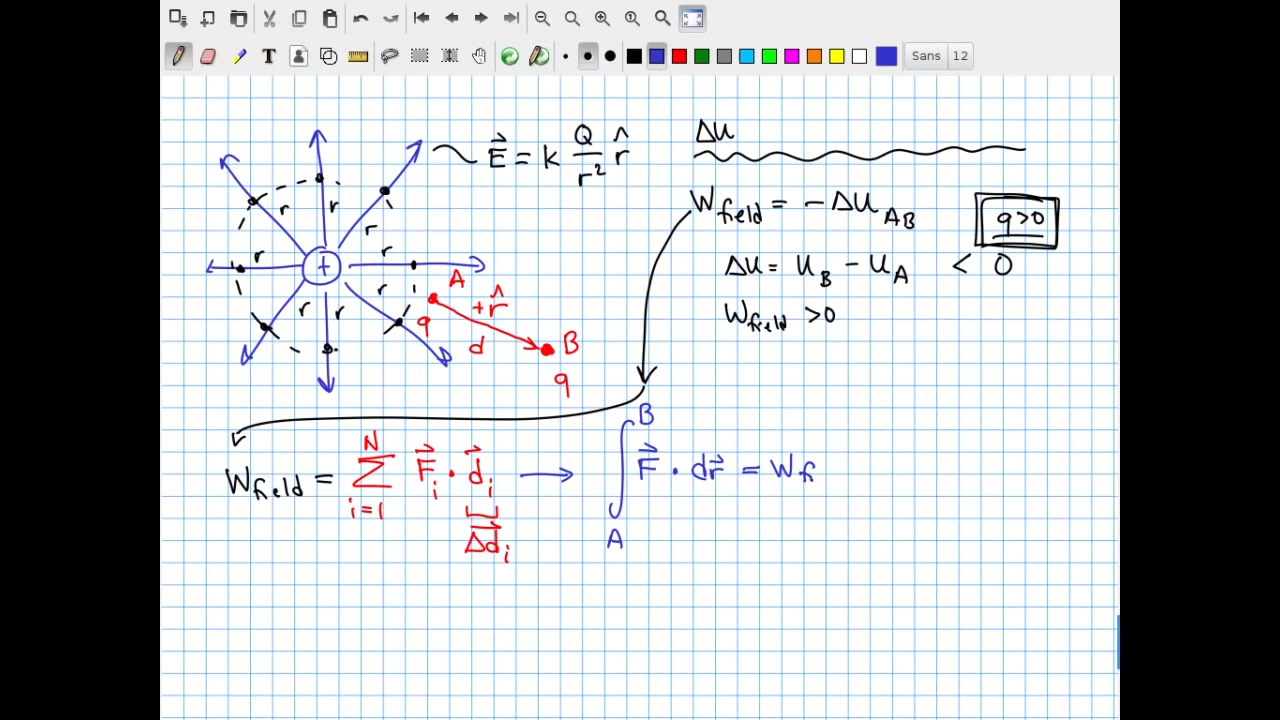 Sans 12
E⃗ = k Q/r² r̂
ΔU
W_field = -ΔU_AB
q>0
ΔU = U_B - U_A < 0
W_field >0
+
r
r
r
r
r
r
r
r
A
+r̂
q
d
B
q
W_field = Σ_{i=1}^{N} F⃗_i · d⃗_i → ∫_A^B F⃗ · dr⃗ = W_fi
Δd⃗_i